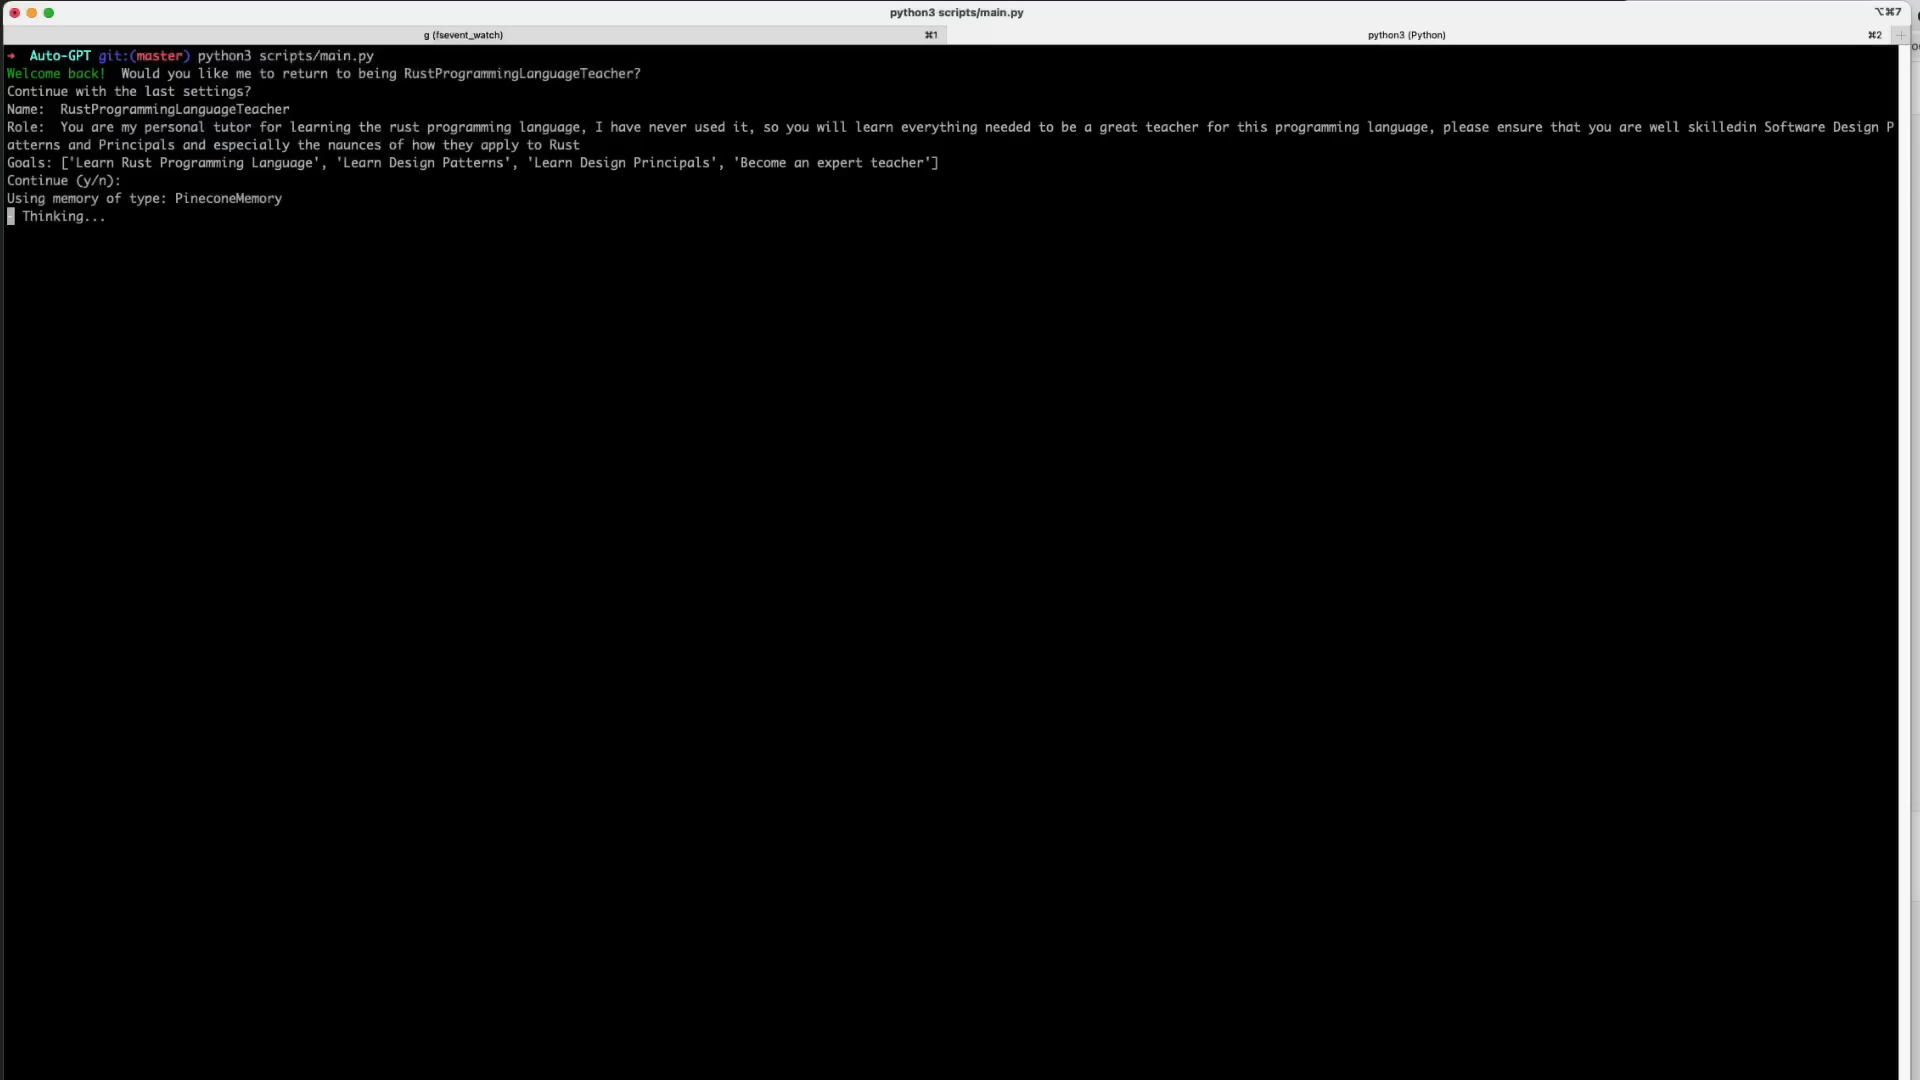 python3 scripts/main.py
⌥⌘7
g (fsevent_watch)
⌘1
python3 (Python)
⌘2
→ Auto-GPT git:(master) python3 scripts/main.py
Welcome back! Would you like me to return to being RustProgrammingLanguageTeacher?
Continue with the last settings?
Name: RustProgrammingLanguageTeacher
Role: You are my personal tutor for learning the rust programming language, I have never used it, so you will learn everything needed to be a great teacher for this programming language, please ensure that you are well skilledin Software Design P
atterns and Principals and especially the naunces of how they apply to Rust
Goals: ['Learn Rust Programming Language', 'Learn Design Patterns', 'Learn Design Principals', 'Become an expert teacher']
Continue (y/n):
Using memory of type: PineconeMemory
- Thinking...